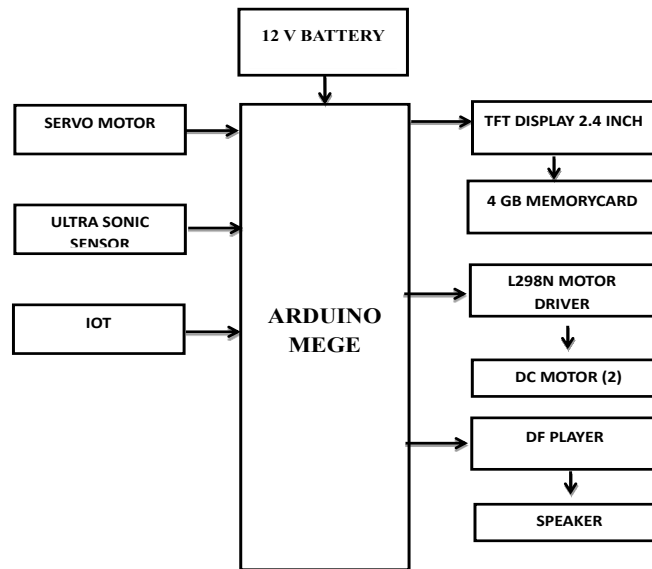 12 V BATTERY
SERVO MOTOR
ULTRA SONIC
SENSOR
IOT
ARDUINO
MEGE
TFT DISPLAY 2.4 INCH
4 GB MEMORYCARD
L298N MOTOR
DRIVER
DC MOTOR (2)
DF PLAYER
SPEAKER